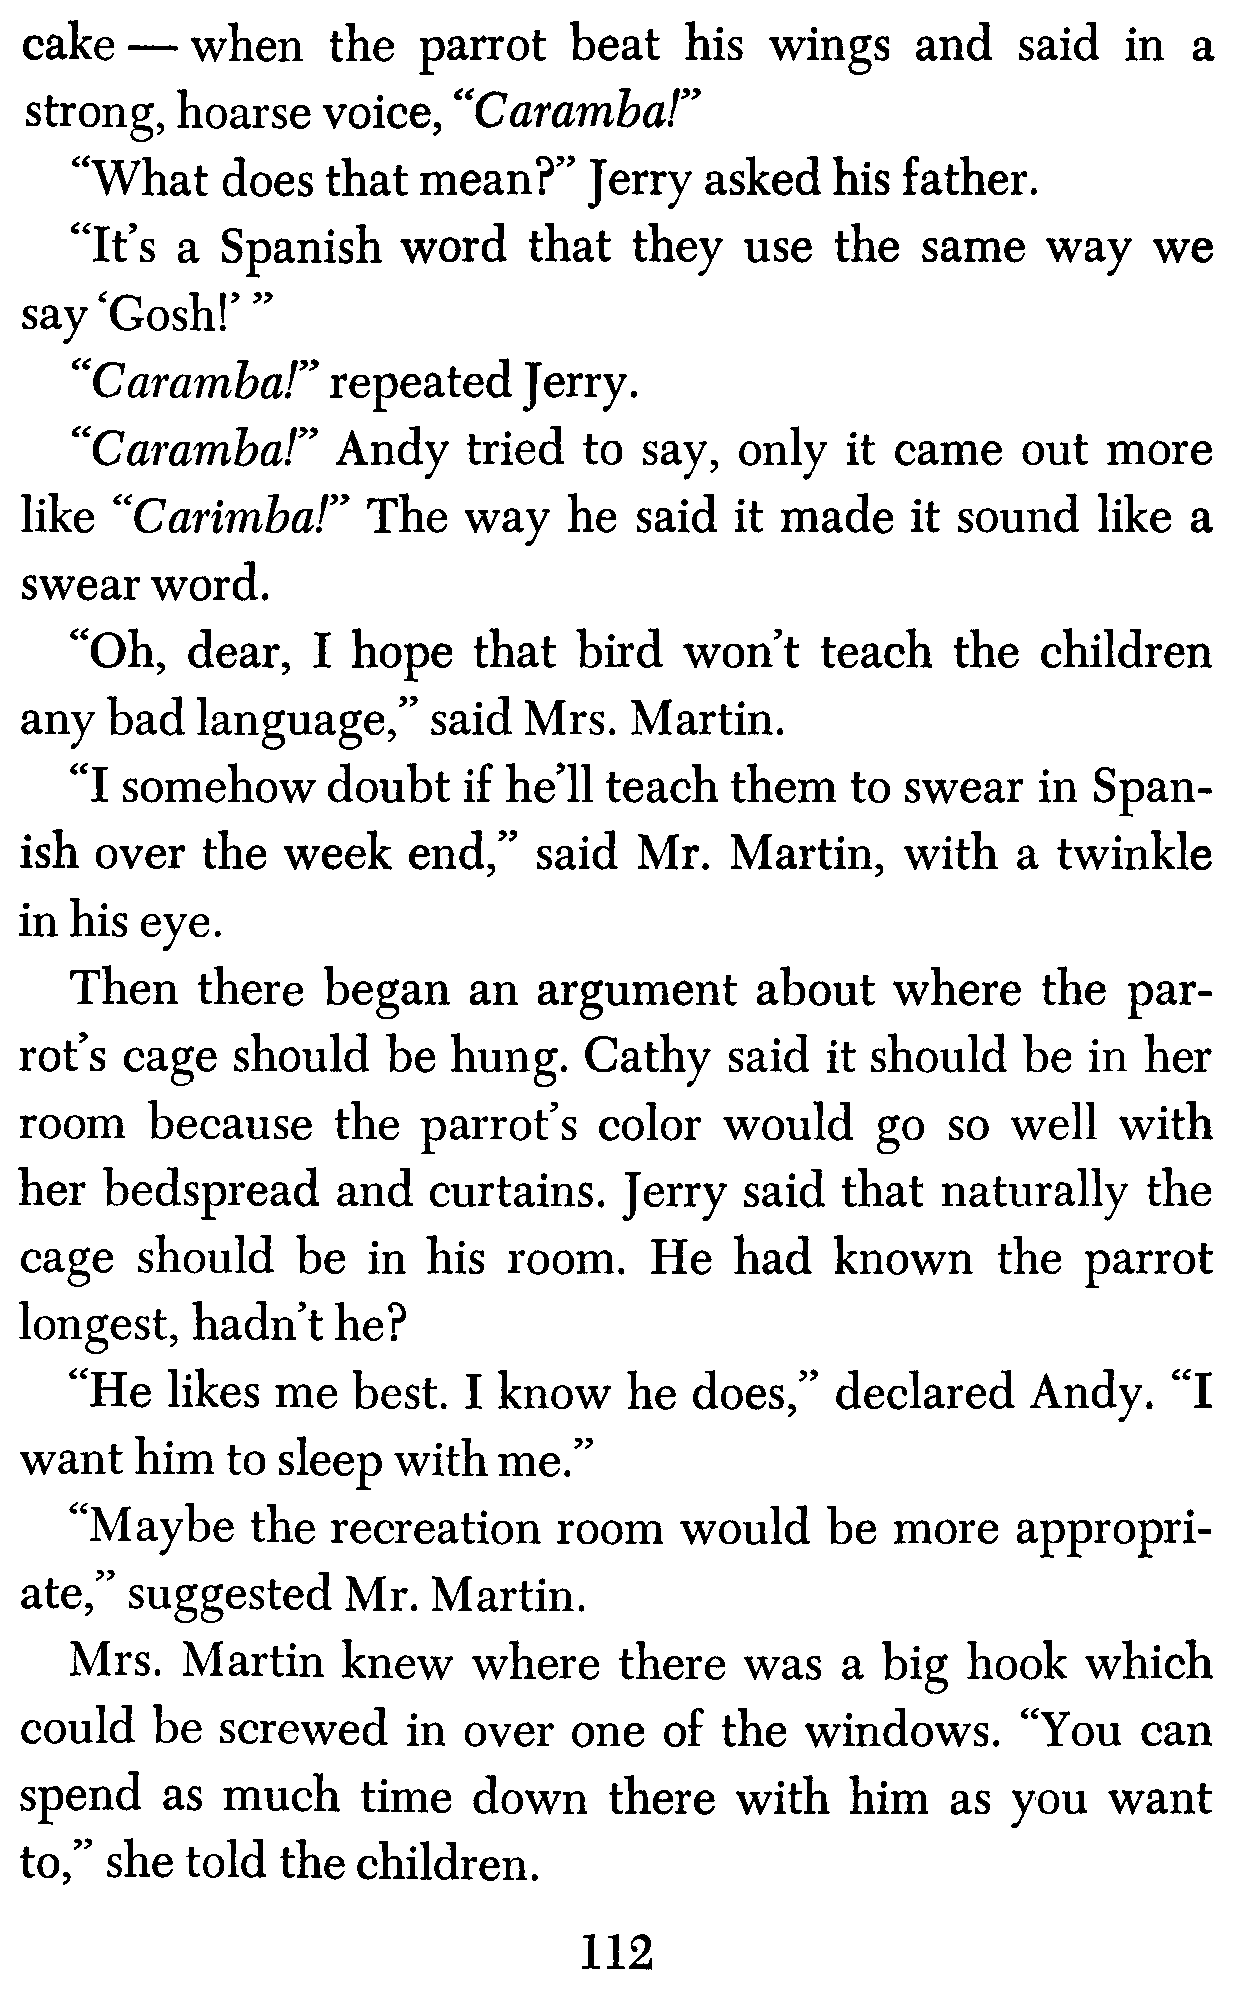 cake — when the parrot beat his wings and said in a
strong, hoarse voice, “Caramba!”
“What does that mean?” Jerry asked his father.
“It’s a Spanish word that they use the same way we
say ‘Gosh!’ ”
“Caramba!” repeated Jerry.
“Caramba!” Andy tried to say, only it came out more
like “Carimba!” The way he said it made it sound like a
swear word.
“Oh, dear, I hope that bird won’t teach the children
any bad language,” said Mrs. Martin.
“I somehow doubt if he’ll teach them to swear in Span-
ish over the week end,” said Mr. Martin, with a twinkle
in his eye.
Then there began an argument about where the par-
rot’s cage should be hung. Cathy said it should be in her
room because the parrot’s color would go so well with
her bedspread and curtains. Jerry said that naturally the
cage should be in his room. He had known the parrot
longest, hadn’t he?
“He likes me best. I know he does,” declared Andy. “I
want him to sleep with me.”
“Maybe the recreation room would be more appropri-
ate,” suggested Mr. Martin.
Mrs. Martin knew where there was a big hook which
could be screwed in over one of the windows. “You can
spend as much time down there with him as you want
to,” she told the children.
112